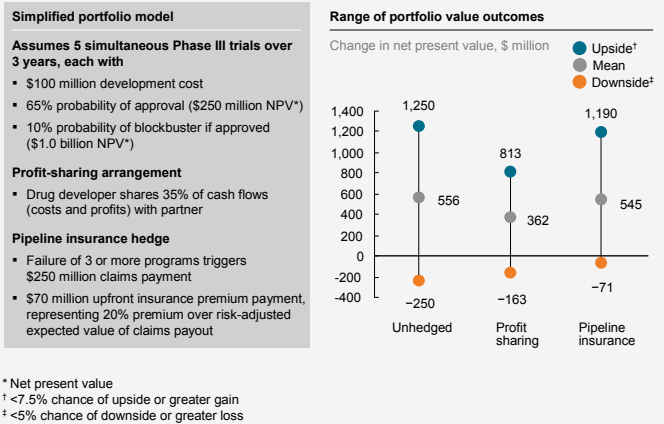 Simplified portfolio model
Assumes 5 simultaneous Phase III trials over
3 years, each with
▪ $100 million development cost
▪ 65% probability of approval ($250 million NPV*)
▪ 10% probability of blockbuster if approved
($1.0 billion NPV*)
Profit-sharing arrangement
▪ Drug developer shares 35% of cash flows
(costs and profits) with partner
Pipeline insurance hedge
▪ Failure of 3 or more programs triggers
$250 million claims payment
▪ $70 million upfront insurance premium payment,
representing 20% premium over risk-adjusted
expected value of claims payout
Range of portfolio value outcomes
Change in net present value, $ million
Upside†
Mean
Downside‡
1,400
1,200
1,000
800
600
400
200
0
-200
-400
1,250
556
−250
813
362
−163
1,190
545
−71
Unhedged
Profit
sharing
Pipeline
insurance
* Net present value
† <7.5% chance of upside or greater gain
‡ <5% chance of downside or greater loss